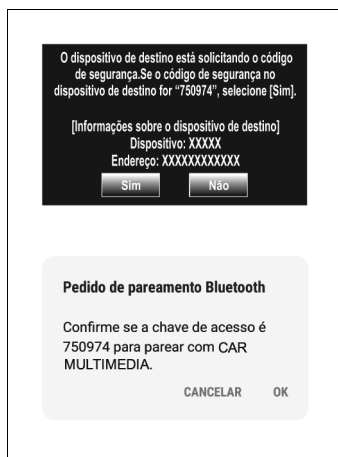 O dispositivo de destino está solicitando o código
de segurança.Se o código de segurança no
dispositivo de destino for “750974”, selecione [Sim].
[Informações sobre o dispositivo de destino]
Dispositivo: XXXXX
Endereço: XXXXXXXXXXXX
Sim Não
Pedido de pareamento Bluetooth
Confirme se a chave de acesso é
750974 para parear com CAR
MULTIMEDIA.
CANCELAR OK